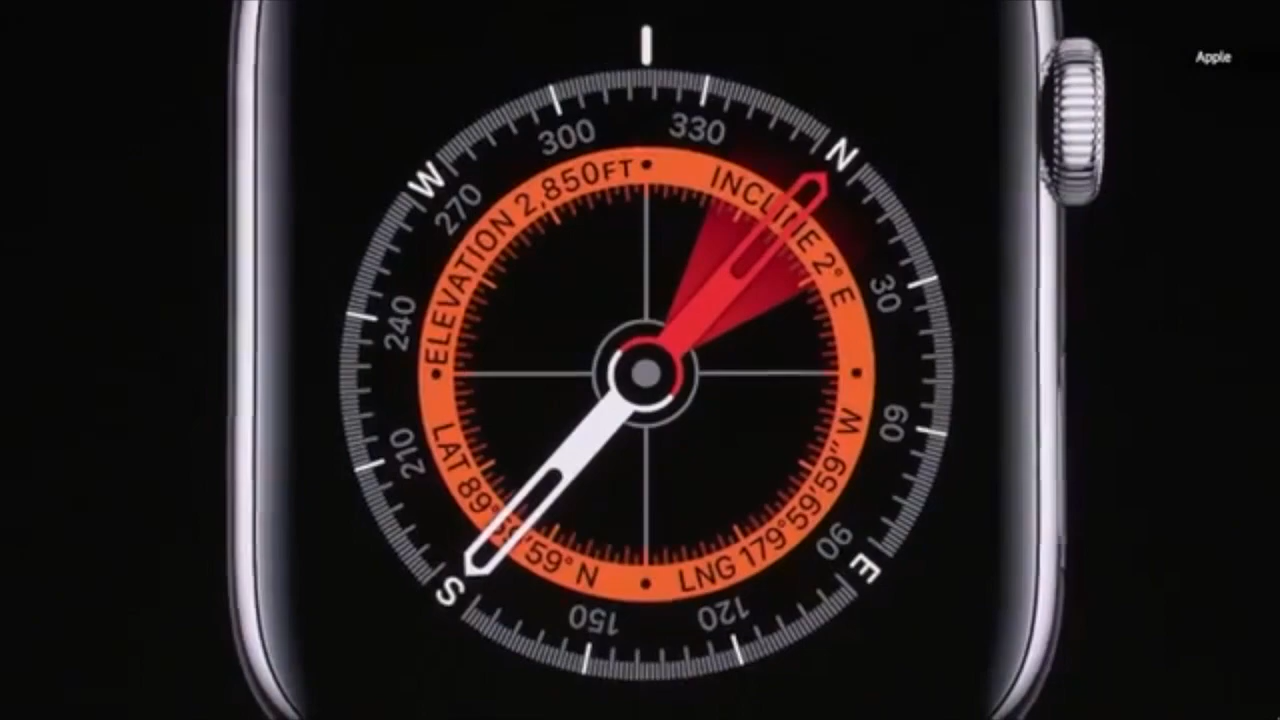 Apple
300
330
N
30
60
E
90
120
150
S
210
240
W
270
ELEVATION 2,850FT
INCLINE 2° E
LAT 89°59'59° N
LNG 179°59'59" W